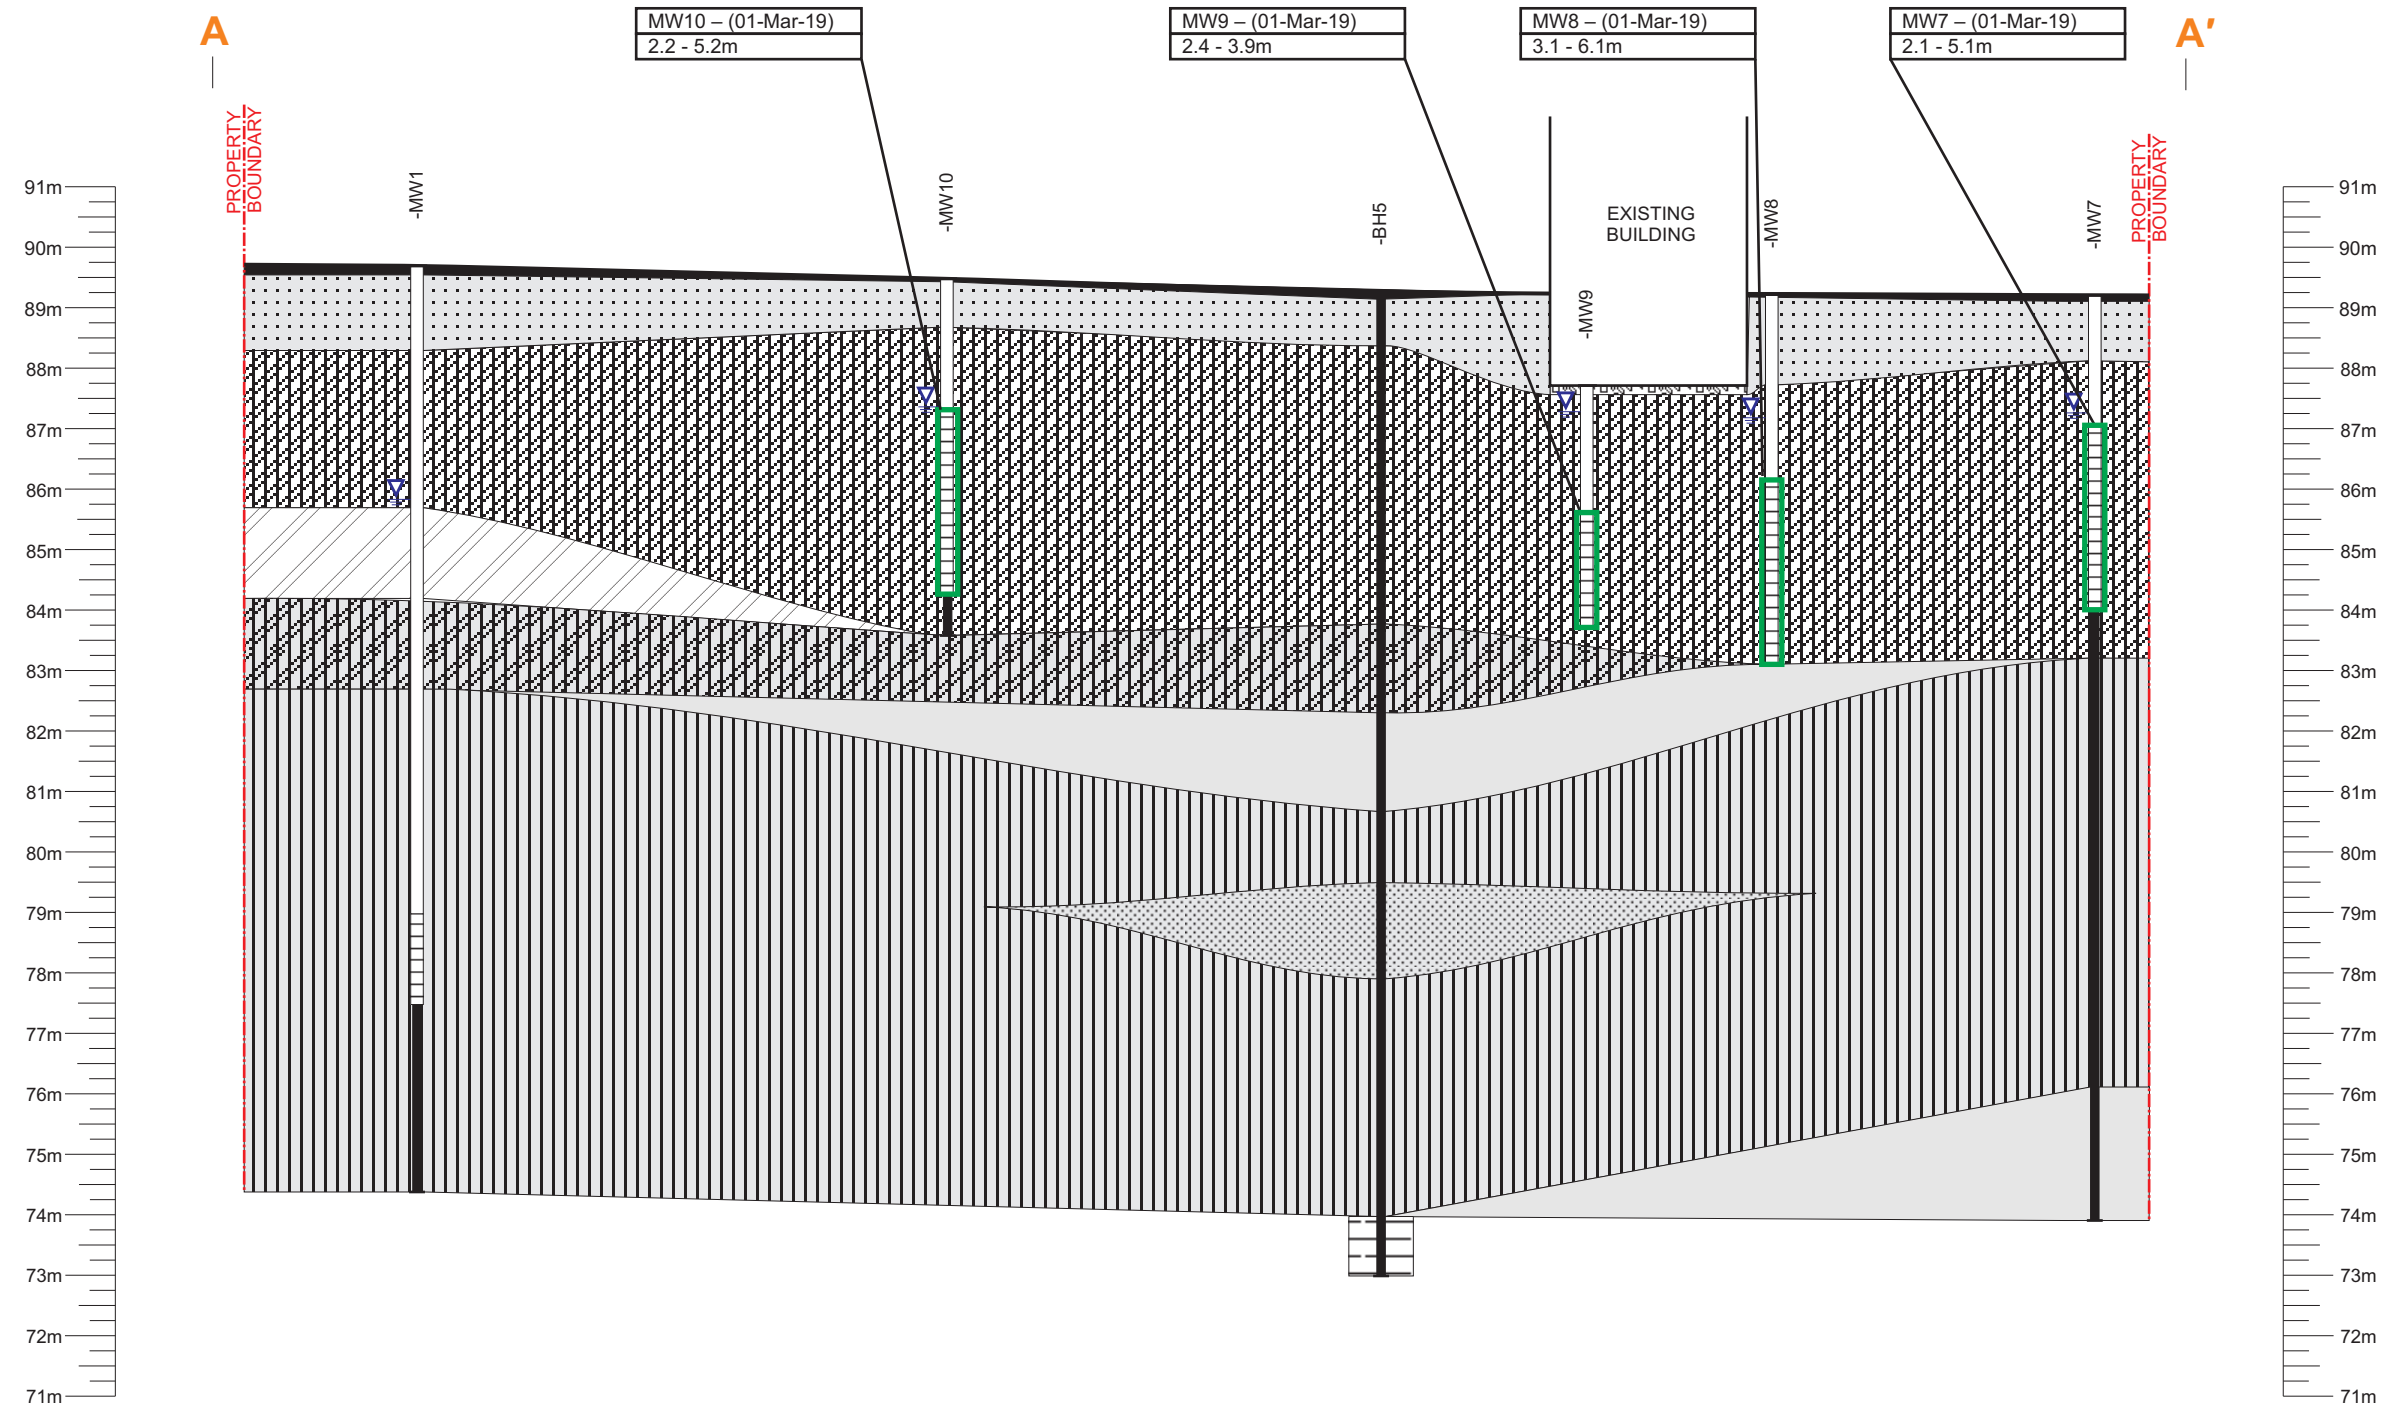 A
MW10 – (01-Mar-19)
2.2 - 5.2m
MW9 – (01-Mar-19)
2.4 - 3.9m
MW8 – (01-Mar-19)
3.1 - 6.1m
MW7 – (01-Mar-19)
2.1 - 5.1m
A'
PROPERTY
BOUNDARY
-MW1
-MW10
-BH5
EXISTING
BUILDING
-MW9
-MW8
-MW7
PROPERTY
BOUNDARY
91m
90m
89m
88m
87m
86m
85m
84m
83m
82m
81m
80m
79m
78m
77m
76m
75m
74m
73m
72m
71m
91m
90m
89m
88m
87m
86m
85m
84m
83m
82m
81m
80m
79m
78m
77m
76m
75m
74m
73m
72m
71m